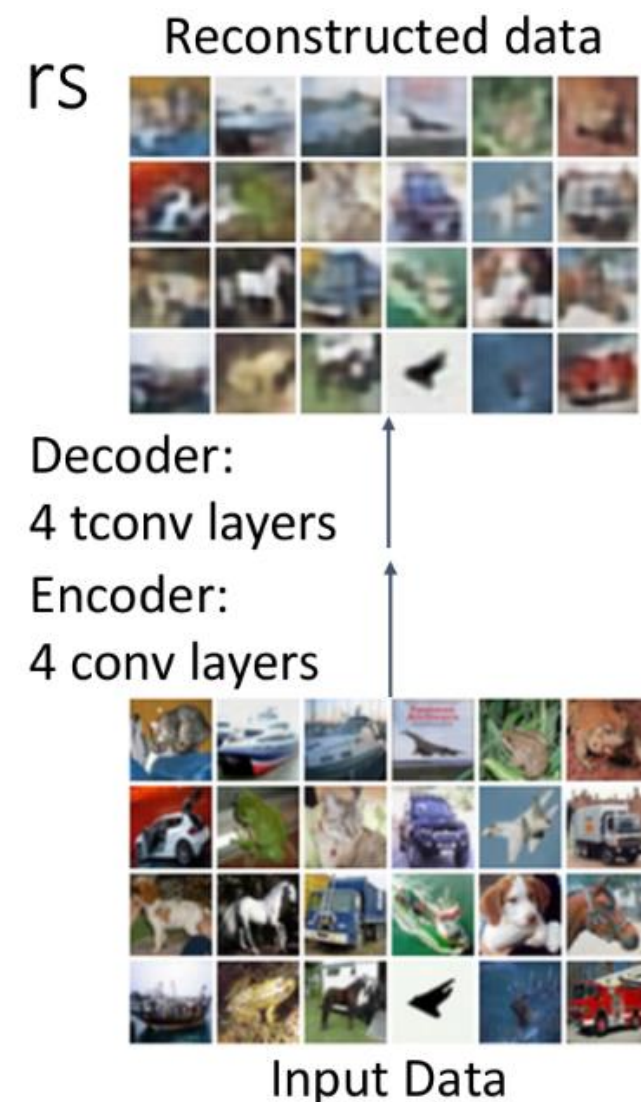 Reconstructed data
rs
Decoder:
4 tconv layers
Encoder:
4 conv layers
Input Data